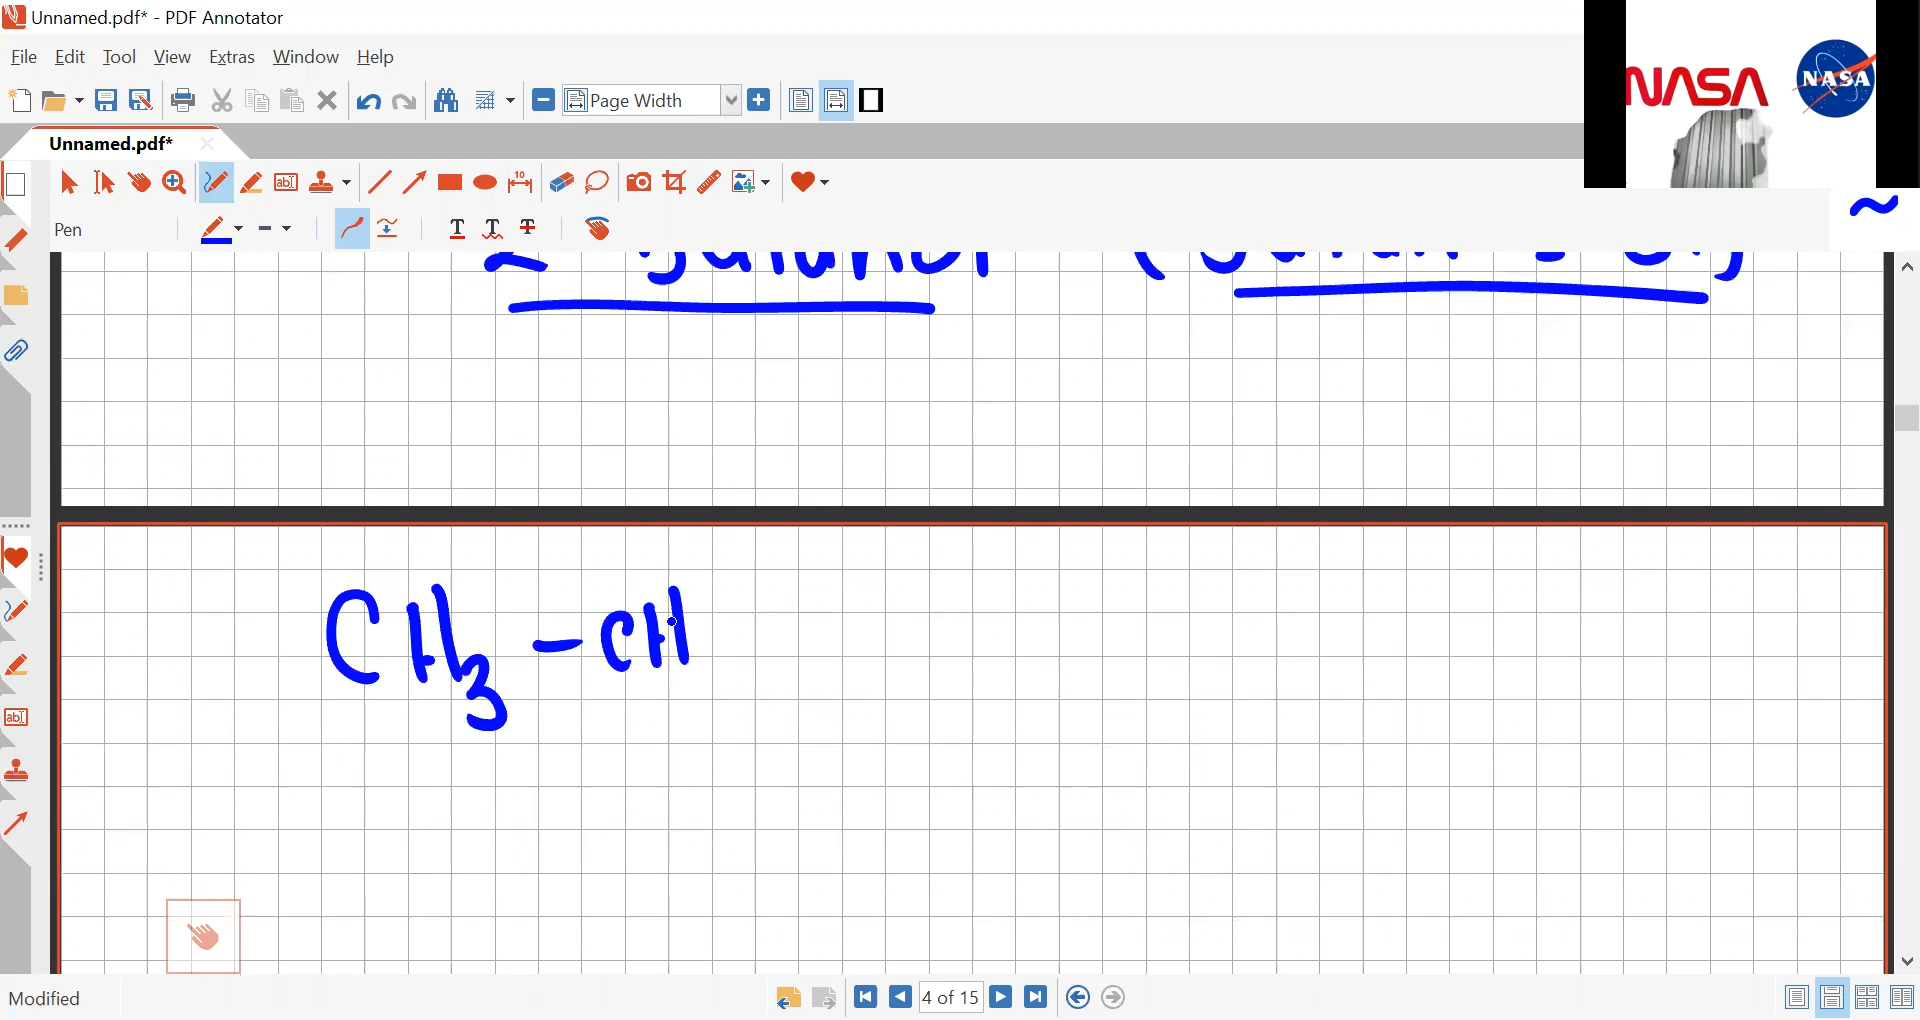 Unnamed.pdf* - PDF Annotator
File Edit Tool View Extras Window Help
Page Width
NASA NASA
Unnamed.pdf*
Pen
CH3 - CH
Modified
4 of 15